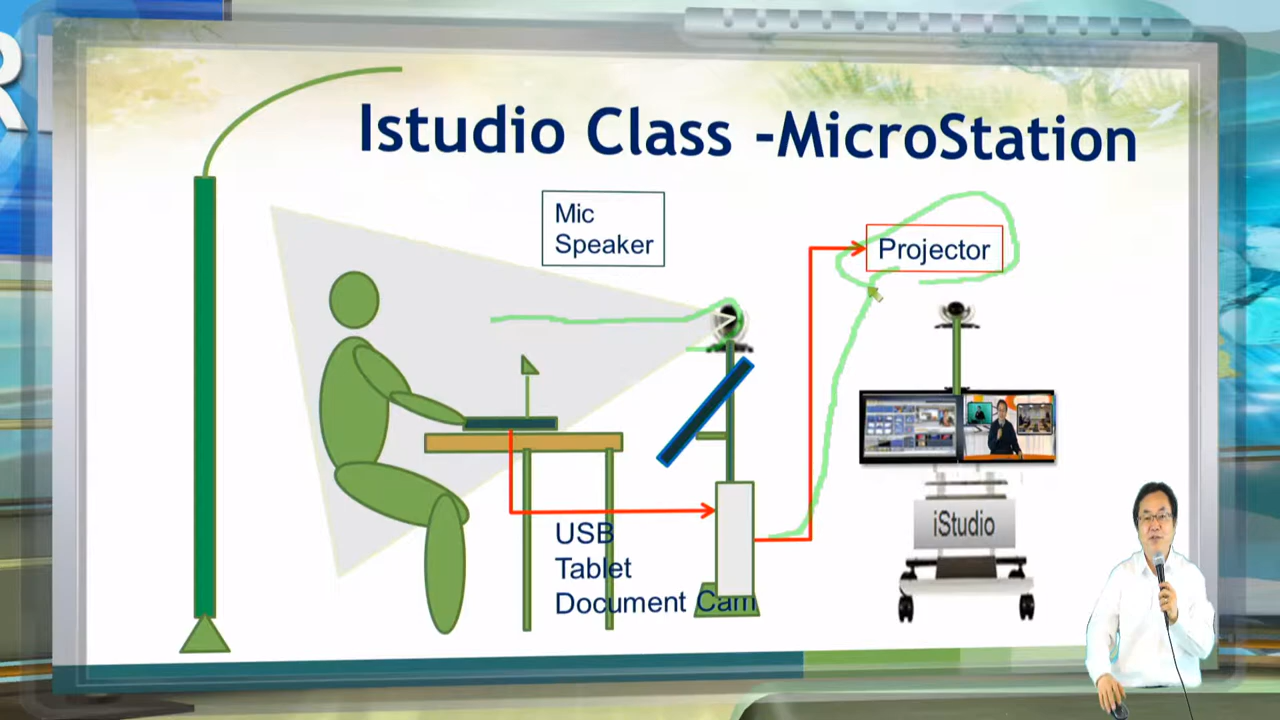 R
Istudio Class -MicroStation
Mic
Speaker
Projector
iStudio
USB
Tablet
Document Cam